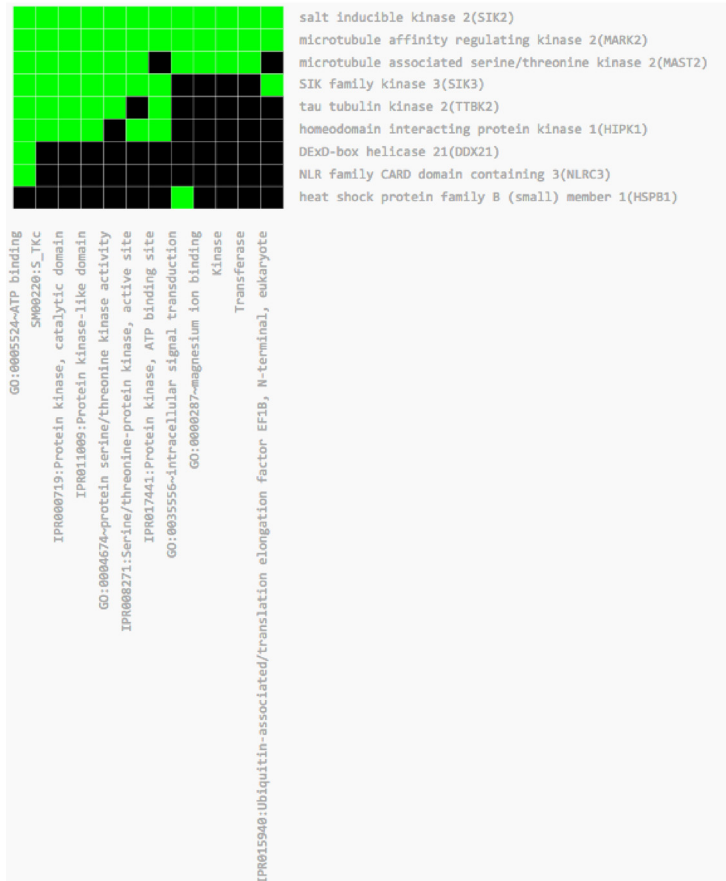 salt inducible kinase 2(SIK2)
microtubule affinity regulating kinase 2(MARK2)
microtubule associated serine/threonine kinase 2(MAST2)
SIK family kinase 3(SIK3)
tau tubulin kinase 2(TTBK2)
homeodomain interacting protein kinase 1(HIPK1)
DExD-box helicase 21(DDX21)
NLR family CARD domain containing 3(NLRC3)
heat shock protein family B (small) member 1(HSPB1)
GO:0005524~ATP binding
SM00220:S_TKc
IPR000719:Protein kinase, catalytic domain
IPR011009:Protein kinase-like domain
GO:0004674~protein serine/threonine kinase activity
IPR008271:Serine/threonine-protein kinase, active site
IPR017441:Protein kinase, ATP binding site
GO:0035556~intracellular signal transduction
GO:0000287~magnesium ion binding
Kinase
Transferase
IPR015940:Ubiquitin-associated/translation elongation factor EF1B, N-terminal, eukaryote